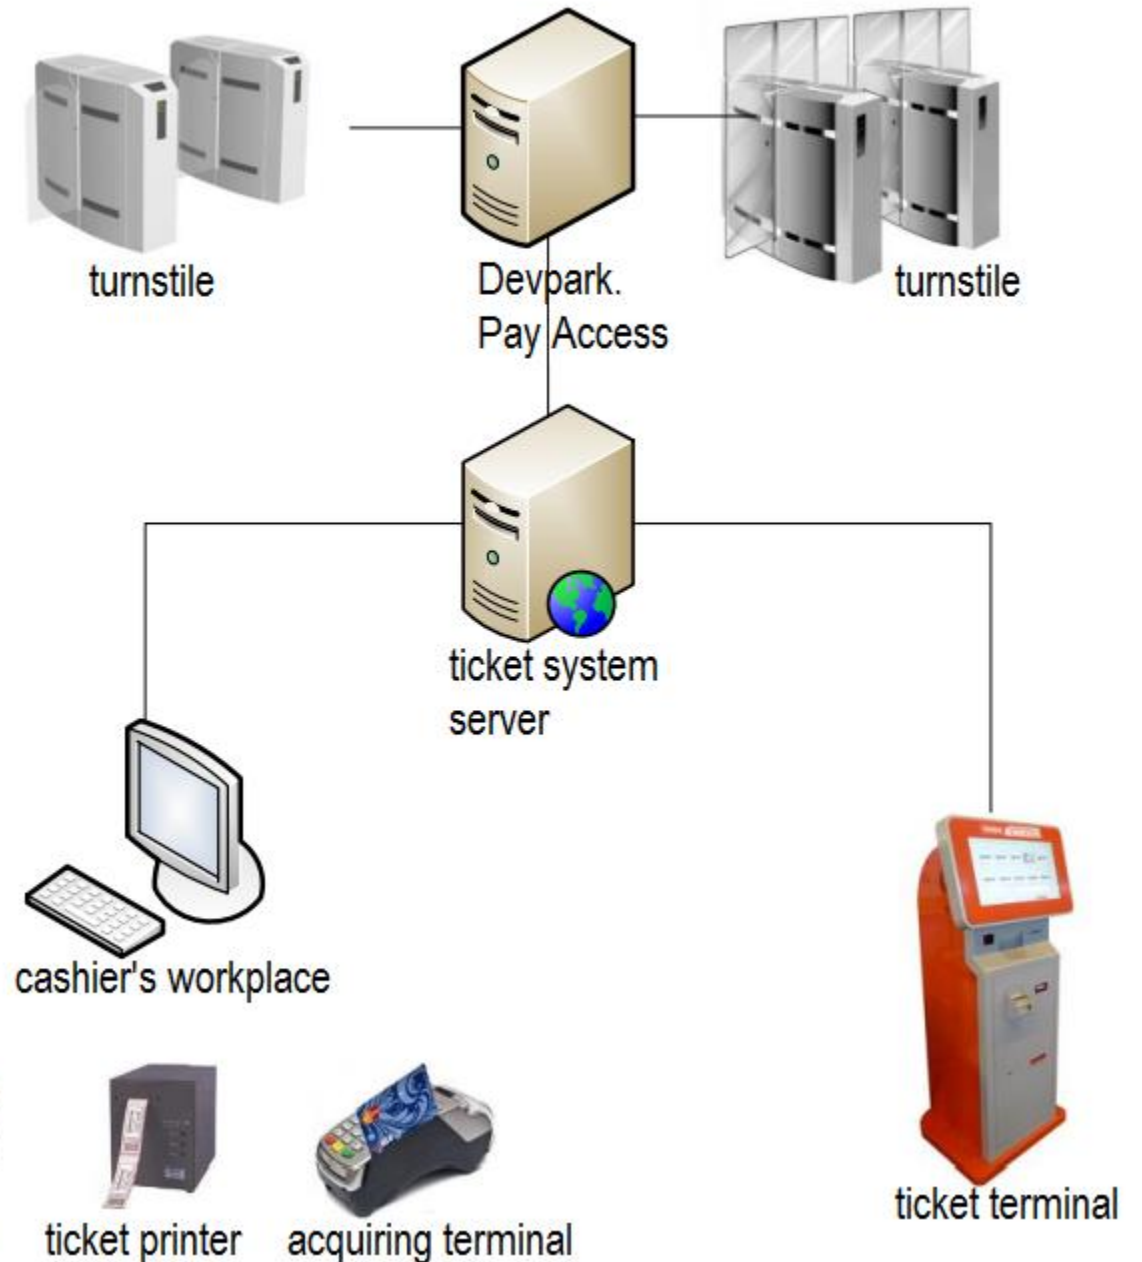 turnstile
Devpark.
Pay Access
turnstile
ticket system
server
cashier's workplace
ticket printer
acquiring terminal
ticket terminal